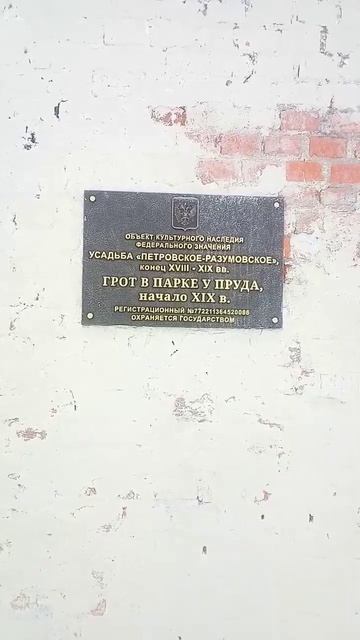 ОБЪЕКТ КУЛЬТУРНОГО НАСЛЕДИЯ
ФЕДЕРАЛЬНОГО ЗНАЧЕНИЯ
УСАДЬБА «ПЕТРОВСКОЕ-РАЗУМОВСКОЕ»,
конец XVIII - XIX вв.
ГРОТ В ПАРКЕ У ПРУДА,
начало XIX в.
РЕГИСТРАЦИОННЫЙ №772211364520086
ОХРАНЯЕТСЯ ГОСУДАРСТВОМ